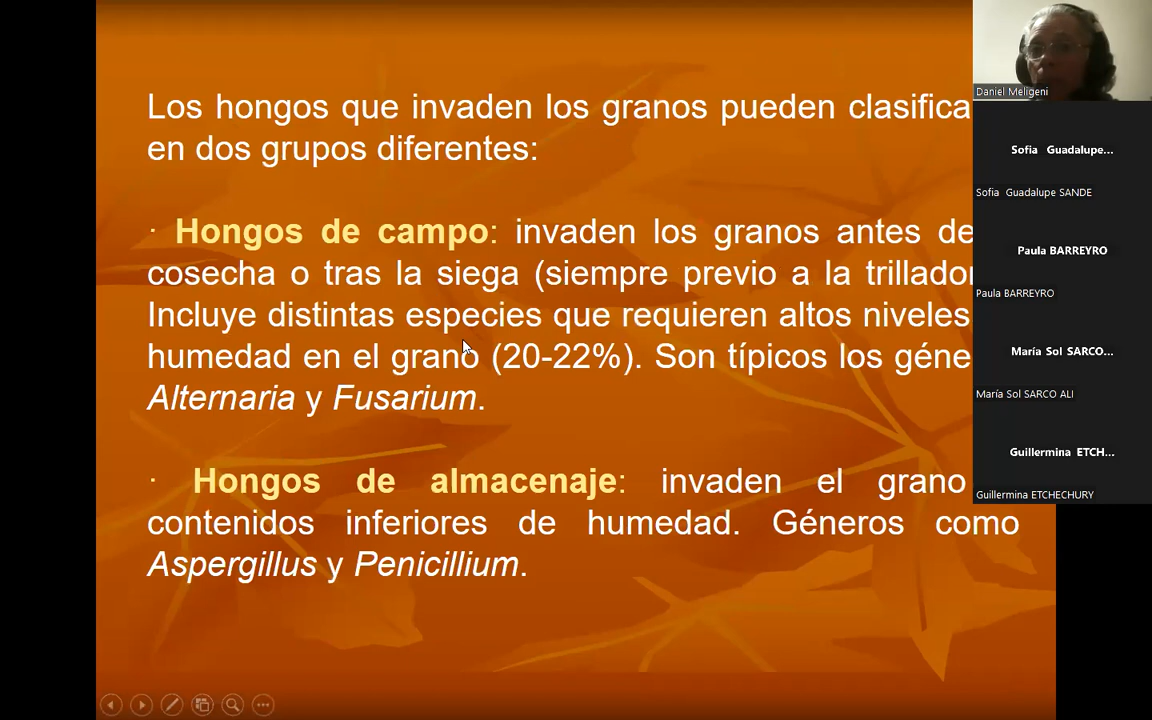 Los hongos que invaden los granos pueden clasifica
en dos grupos diferentes:
· Hongos de campo: invaden los granos antes de
cosecha o tras la siega (siempre previo a la trillador
Incluye distintas especies que requieren altos niveles
humedad en el grano (20-22%). Son típicos los géne
Alternaria y Fusarium.
· Hongos de almacenaje: invaden el grano
contenidos inferiores de humedad. Géneros como
Aspergillus y Penicillium.
Daniel Meligeni
Sofia Guadalupe...
Sofia Guadalupe SANDE
Paula BARREYRO
Paula BARREYRO
María Sol SARCO...
María Sol SARCO ALI
Guillermina ETCH...
Guillermina ETCHECHURY